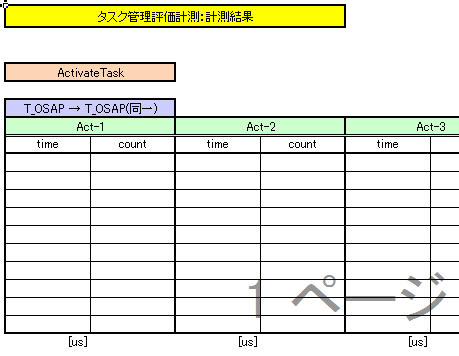 タスク管理評価計測：計測結果
ActivateTask
T_OSAP → T_OSAP(同一)
Act-1 Act-2 Act-3
time count time count time
1 ページ
[us] [us] [us]